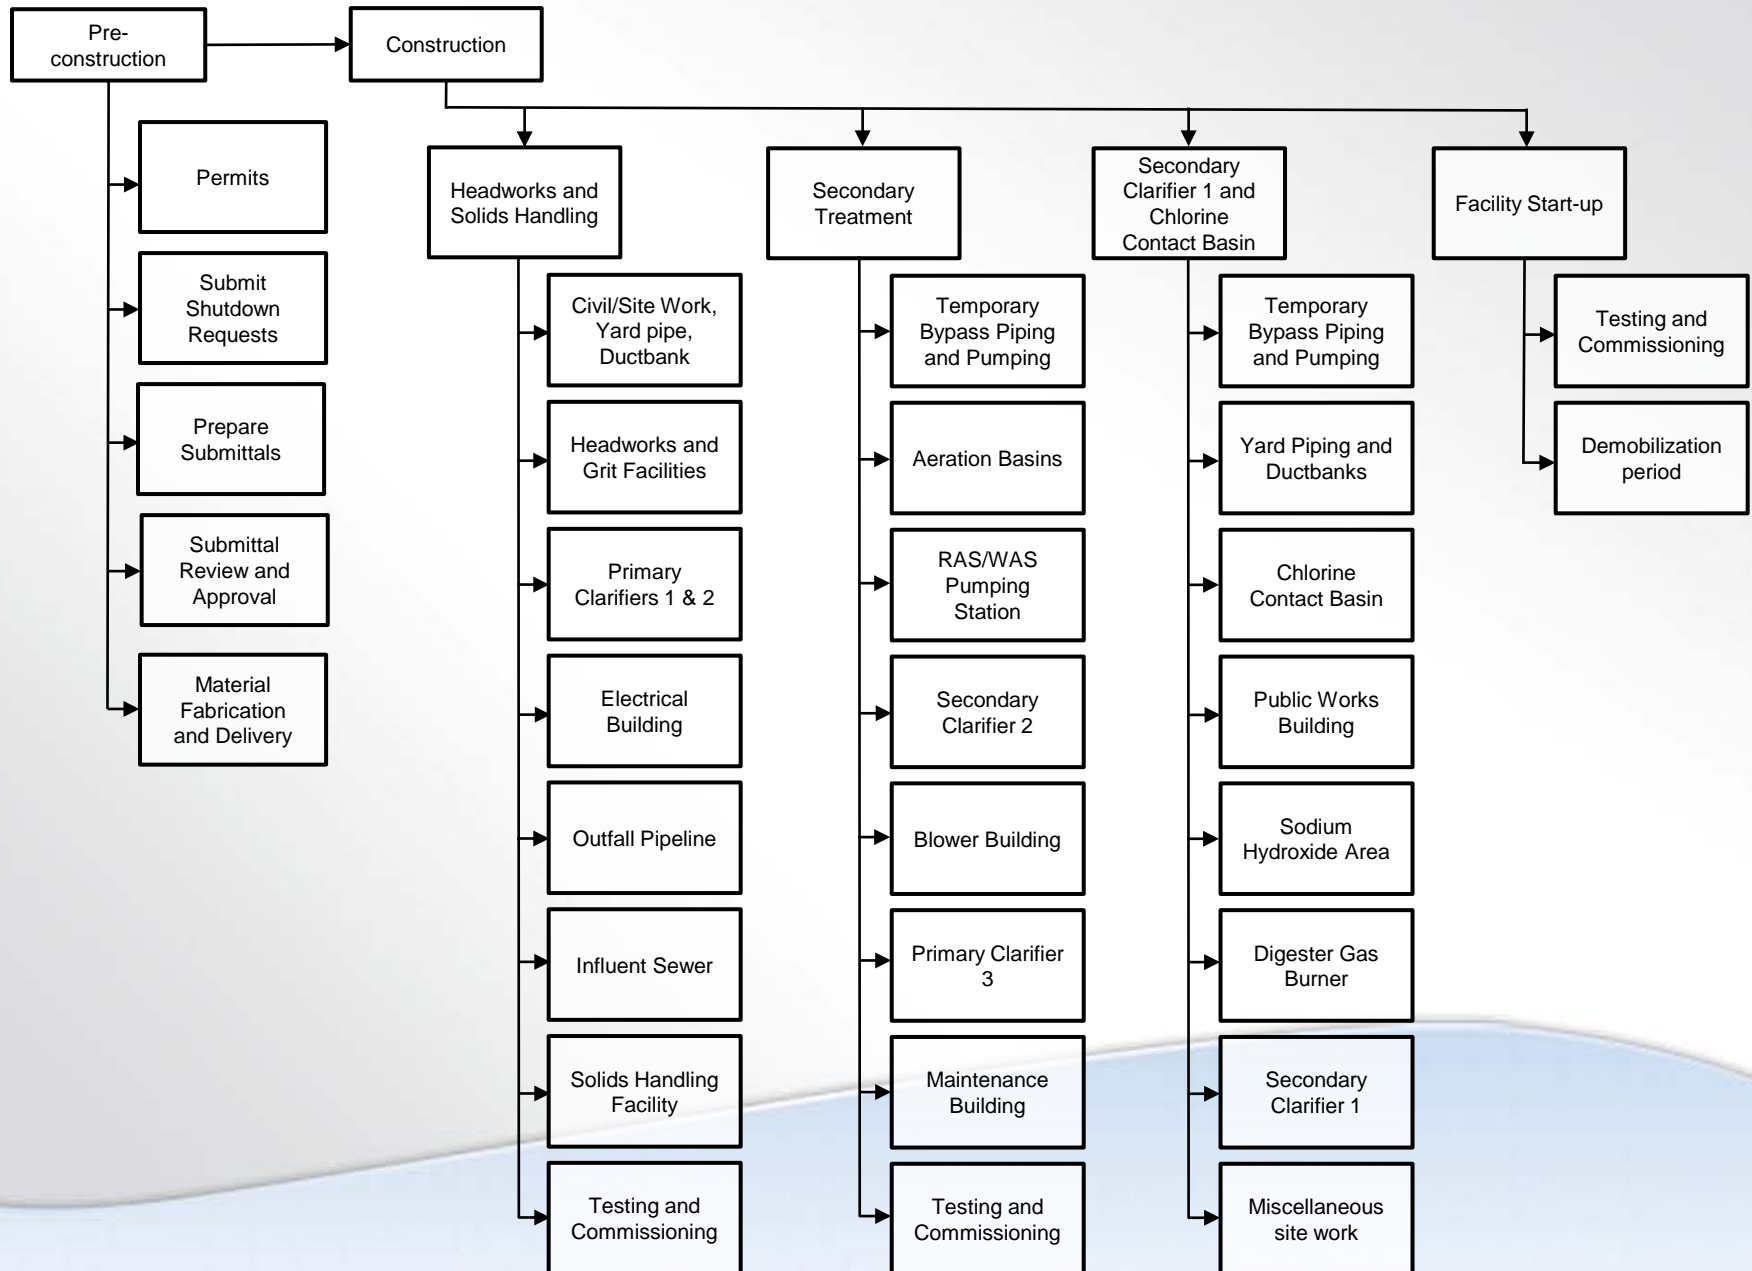 Pre-
construction
Construction
Permits
Submit
Shutdown
Requests
Prepare
Submittals
Submittal
Review and
Approval
Material
Fabrication
and Delivery
Headworks and
Solids Handling
Civil/Site Work,
Yard pipe,
Ductbank
Headworks and
Grit Facilities
Primary
Clarifiers 1 & 2
Electrical
Building
Outfall Pipeline
Influent Sewer
Solids Handling
Facility
Testing and
Commissioning
Secondary
Treatment
Temporary
Bypass Piping
and Pumping
Aeration Basins
RAS/WAS
Pumping
Station
Secondary
Clarifier 2
Blower Building
Primary Clarifier
3
Maintenance
Building
Testing and
Commissioning
Secondary
Clarifier 1 and
Chlorine
Contact Basin
Temporary
Bypass Piping
and Pumping
Yard Piping and
Ductbanks
Chlorine
Contact Basin
Public Works
Building
Sodium
Hydroxide Area
Digester Gas
Burner
Secondary
Clarifier 1
Miscellaneous
site work
Facility Start-up
Testing and
Commissioning
Demobilization
period